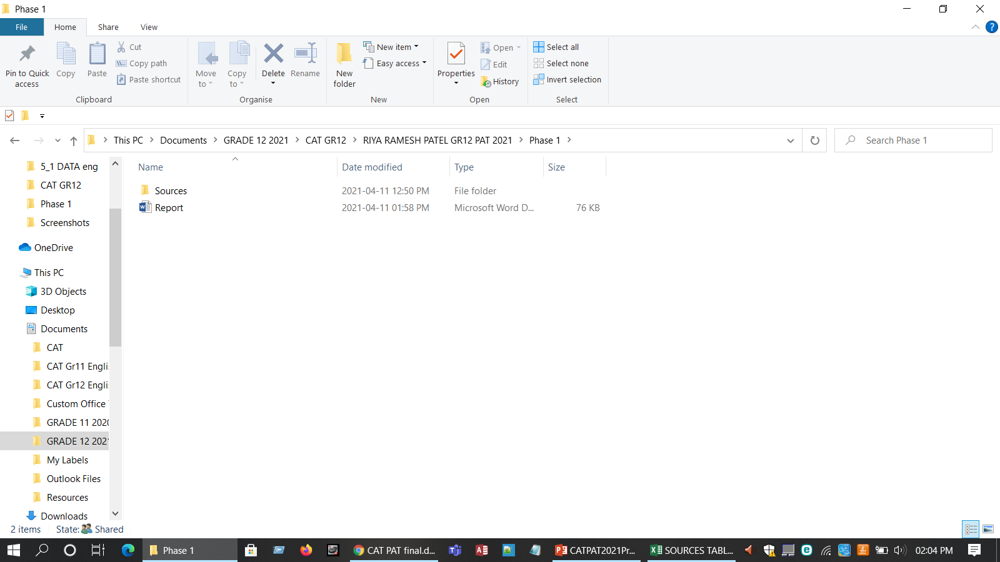 Phase 1
File Home Share View
Pin to Quick access
Copy
Paste
Cut
Copy path
Paste shortcut
Clipboard
Move to
Copy to
Delete
Rename
Organise
New folder
New item
Easy access
New
Properties
Open
Edit
History
Open
Select all
Select none
Invert selection
Select
This PC > Documents > GRADE 12 2021 > CAT GR12 > RIYA RAMESH PATEL GR12 PAT 2021 > Phase 1 >
Search Phase 1
5_1 DATA eng
CAT GR12
Phase 1
Screenshots
OneDrive
This PC
3D Objects
Desktop
Documents
CAT
CAT Gr11 Engli
CAT Gr12 Engli
Custom Office
GRADE 11 2020
GRADE 12 2021
My Labels
Outlook Files
Resources
Downloads
Name Date modified Type Size
Sources 2021-04-11 12:50 PM File folder
Report 2021-04-11 01:58 PM Microsoft Word D... 76 KB
2 items State: Shared
Phase 1 CAT PAT final.d... CATPAT2021Pr... SOURCES TABL... 02:04 PM